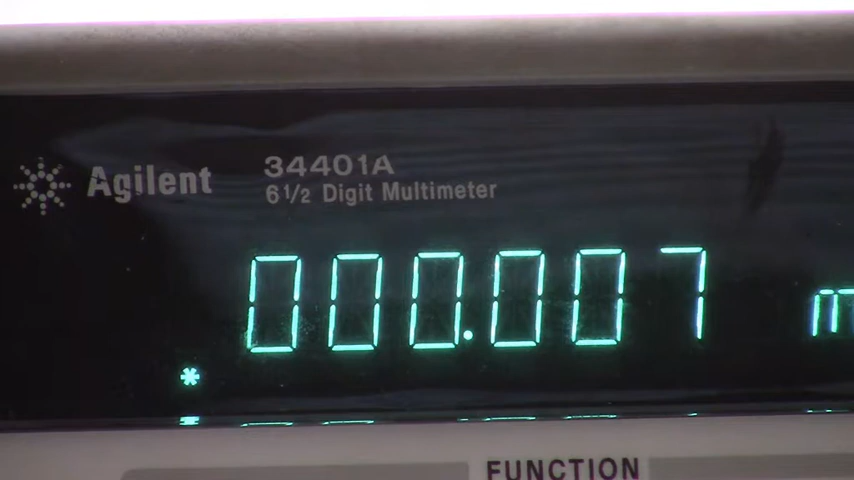 Agilent
34401A
6½ Digit Multimeter
000.007 m
*
FUNCTION